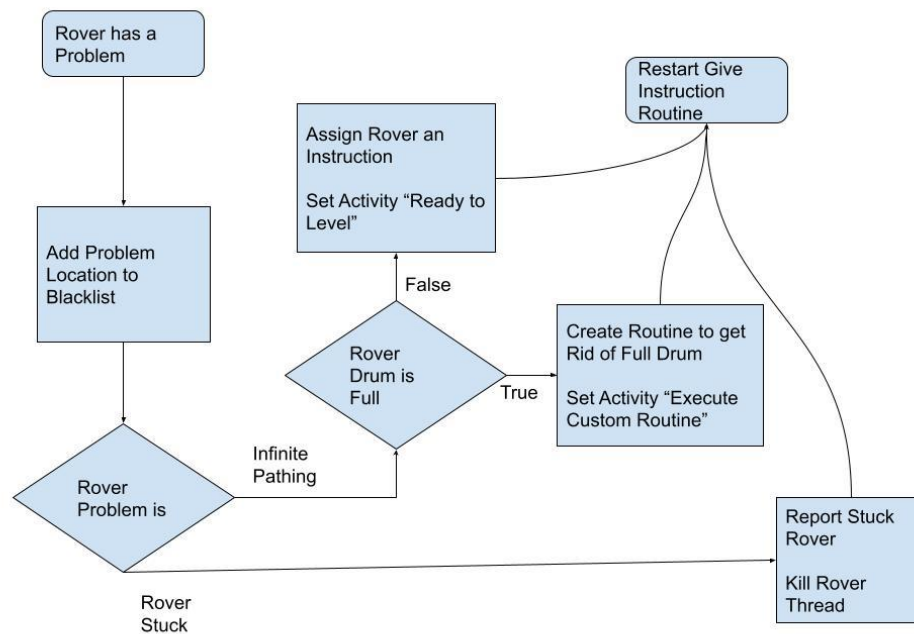 Rover has a
Problem
Restart Give
Instruction
Routine
Assign Rover an
Instruction
Set Activity “Ready to
Level”
Add Problem
Location to
Blacklist
False
Rover
Drum is
Full
True
Create Routine to get
Rid of Full Drum
Set Activity “Execute
Custom Routine”
Infinite
Pathing
Rover
Problem is
Report Stuck
Rover
Kill Rover
Thread
Rover
Stuck